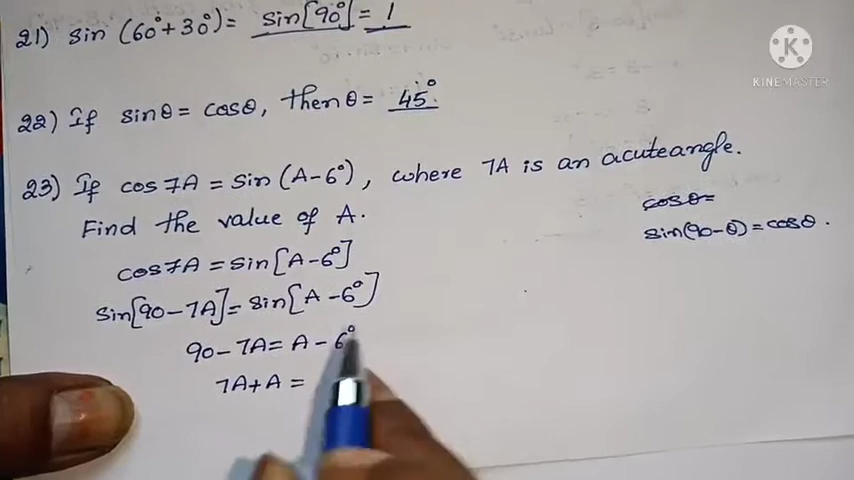 21) sin (60°+30°) = sin[90°] = 1
K
KINEMASTER
22) If sinθ = cosθ, then θ = 45°.
23) If cos 7A = sin (A-6°), where 7A is an acuteangle.
Find the value of A.
cosθ=
sin(90-θ) = cosθ.
cos7A = sin[A-6°]
sin[90-7A] = sin[A-6°]
90-7A = A-6°
7A+A =